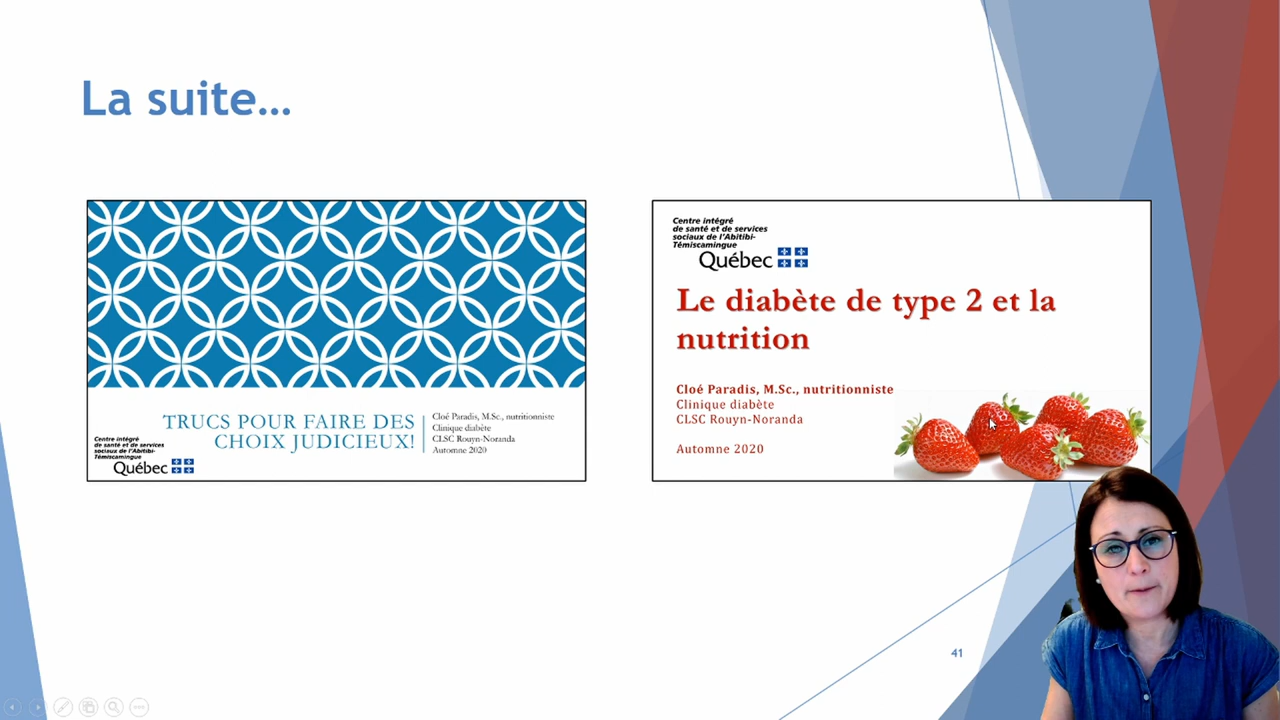 La suite...
TRUCS POUR FAIRE DES
CHOIX JUDICIEUX!
Cloé Paradis, M.Sc., nutritionniste
Clinique diabète
CLSC Rouyn-Noranda
Automne 2020
Centre intégré
de santé et de services
sociaux de l'Abitibi-
Témiscamingue
Québec
Centre intégré
de santé et de services
sociaux de l'Abitibi-
Témiscamingue
Québec
Le diabète de type 2 et la
nutrition
Cloé Paradis, M.Sc., nutritionniste
Clinique diabète
CLSC Rouyn-Noranda
Automne 2020
41